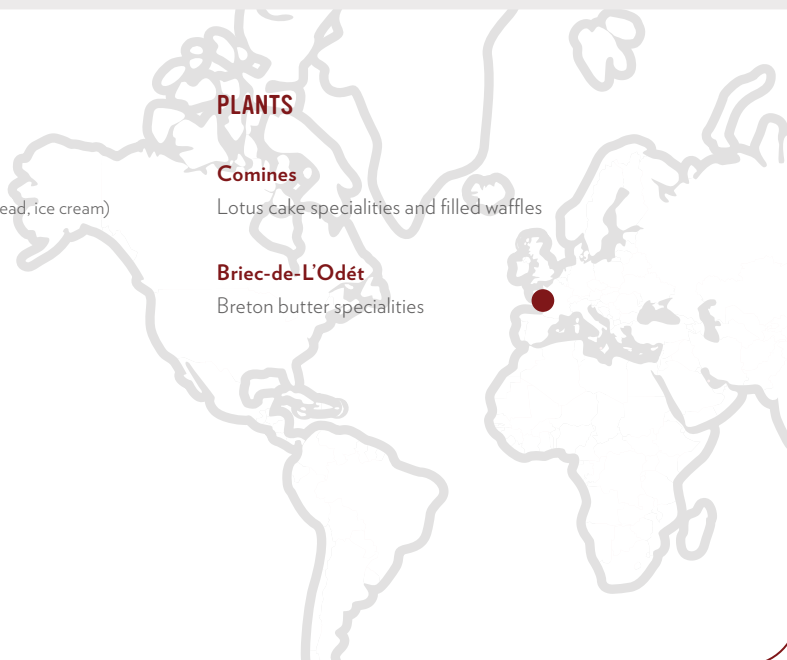 PLANTS
Comines
ead, ice cream)
Lotus cake specialities and filled waffles
Briec-de-L’Odét
Breton butter specialities